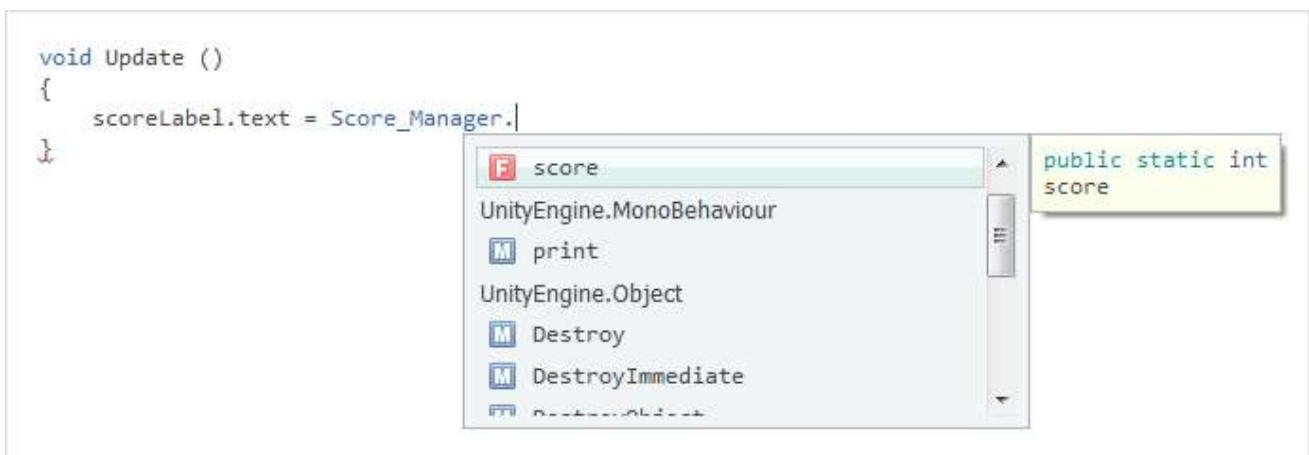 void Update ()
{
scoreLabel.text = Score_Manager.
}
F score
public static int
score
UnityEngine.MonoBehaviour
M print
UnityEngine.Object
M Destroy
M DestroyImmediate